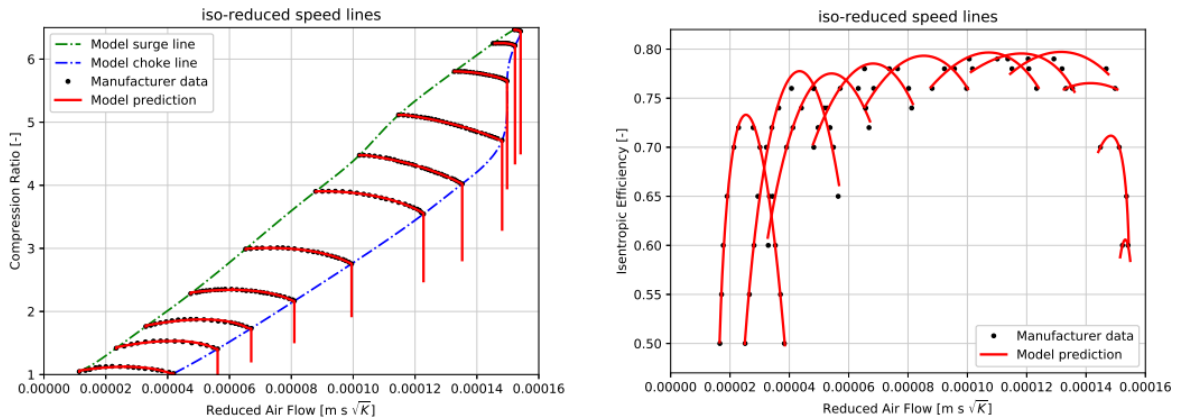 iso-reduced speed lines
Compression Ratio [-]
6
5
4
3
2
1
Model surge line
Model choke line
Manufacturer data
Model prediction
0.00000 0.00002 0.00004 0.00006 0.00008 0.00010 0.00012 0.00014 0.00016
Reduced Air Flow [m s √K]
iso-reduced speed lines
Isentropic Efficiency [-]
0.80
0.75
0.70
0.65
0.60
0.55
0.50
Manufacturer data
Model prediction
0.00000 0.00002 0.00004 0.00006 0.00008 0.00010 0.00012 0.00014 0.00016
Reduced Air Flow [m s √K]